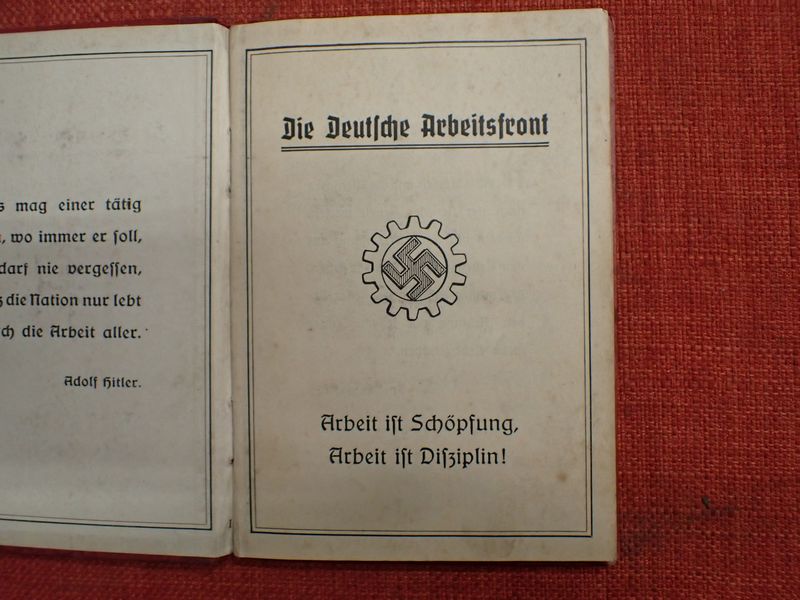 mag einer tätig
wo immer er soll,
darf nie vergessen,
die Nation nur lebt
die Arbeit aller.
Adolf Hitler.
Die Deutsche Arbeitsfront
Arbeit ist Schöpfung,
Arbeit ist Disziplin!